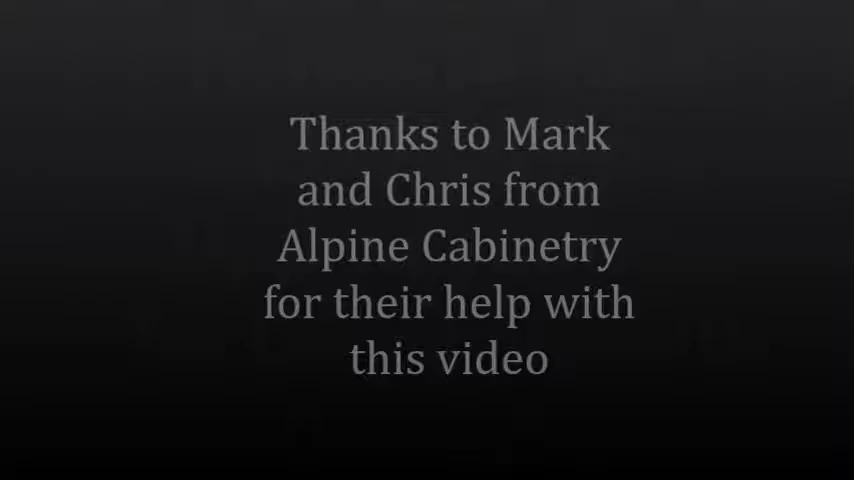 Thanks to Mark
and Chris from
Alpine Cabinetry
for their help with
this video